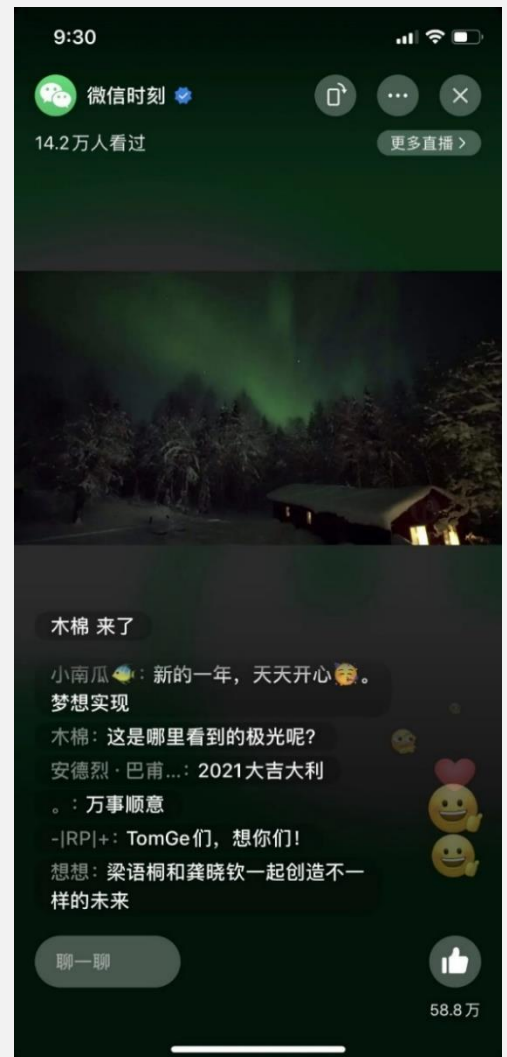 9:30
微信时刻
14.2万人看过
更多直播 >
木棉 来了
小南瓜🐠: 新的一年，天天开心🥳。
梦想实现
木棉: 这是哪里看到的极光呢?
安德烈 · 巴甫...: 2021大吉大利
。: 万事顺意
-|RP|+: TomGe们，想你们!
想想: 梁语桐和龚晓钦一起创造不一
样的未来
聊一聊
58.8万